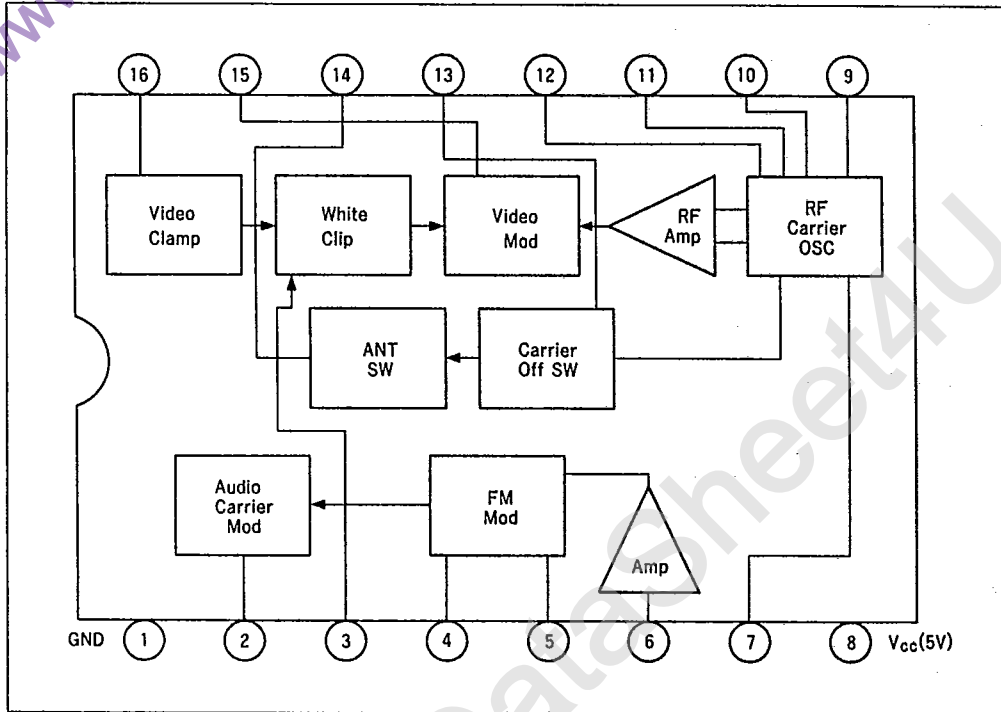 www
16 15 14 13 12 11 10 9
Video
Clamp
White
Clip
Video
Mod
RF
Amp
RF
Carrier
OSC
ANT
SW
Carrier
Off SW
Audio
Carrier
Mod
FM
Mod
Amp
GND 1 2 3 4 5 6 7 8 Vcc(5V)
DataSheet4U